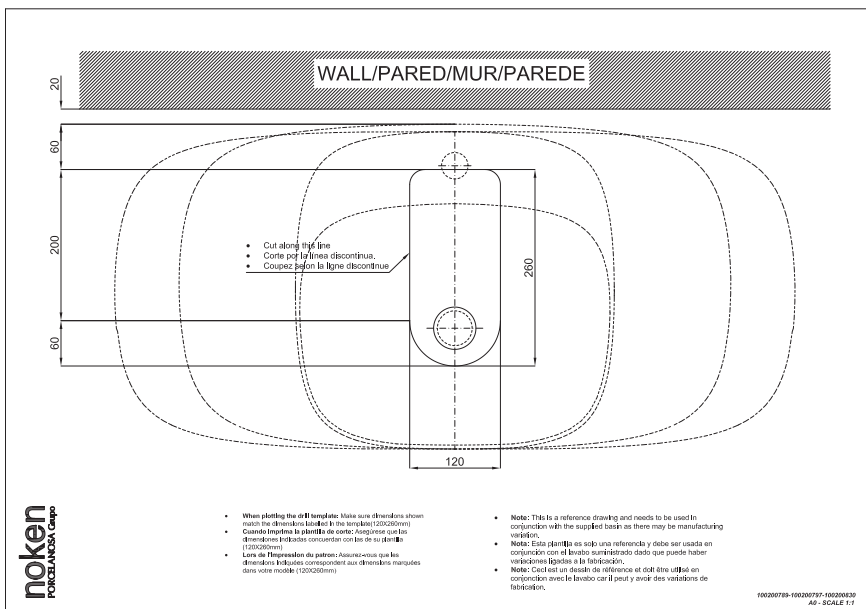 WALL/PARED/MUR/PAREDE
20
60
200
60
260
120
• Cut along this line
• Corte por la línea discontinua.
• Coupez selon la ligne discontinue
noken
PORCELANOSA Grupo
• When plotting the drill template: Make sure dimensions shown
match the dimensions labelled in the template(120X260mm)
• Cuando Imprima la plantilla de corte: Asegúrese que las
dimensiones indicadas concuerdan con las de su plantilla
(120X260mm)
• Lors de l'impression du patron: Assurez-vous que les
dimensions indiquées correspondent aux dimensions marquées
dans votre modèle (120X260mm)
• Note: This is a reference drawing and needs to be used in
conjunction with the supplied basin as there may be manufacturing
variation.
• Nota: Esta plantilla es sólo una referencia y debe ser usada en
conjunción con el lavabo suministrado dado que puede haber
variaciones ligadas a la fabricación.
• Note: Ceci est un dessin de référence et doit être utilisé en
conjonction avec le lavabo car il peut y avoir des variations de
fabrication.
100200789-100200797-100200830
A0 - SCALE 1:1